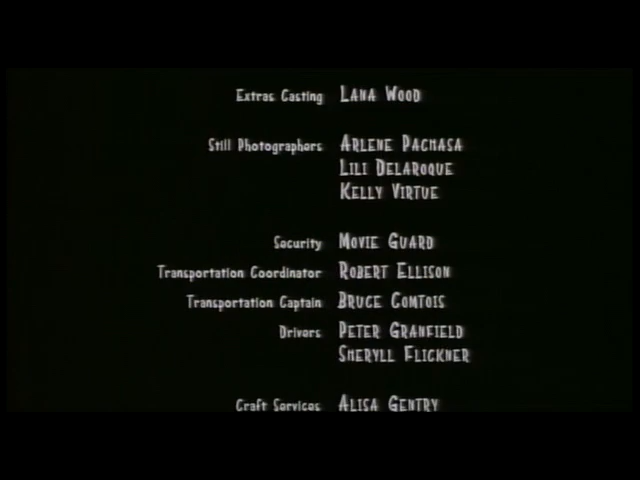 Extras Casting LANA WOOD
Still Photographers ARLENE PACHASA
LILI DELAROQUE
KELLY VIRTUE
Security MOVIE GUARD
Transportation Coordinator ROBERT ELLISON
Transportation Captain BRUCE COMTOIS
Drivers PETER GRANFIELD
SHERYLL FLICKNER
Craft Services ALISA GENTRY